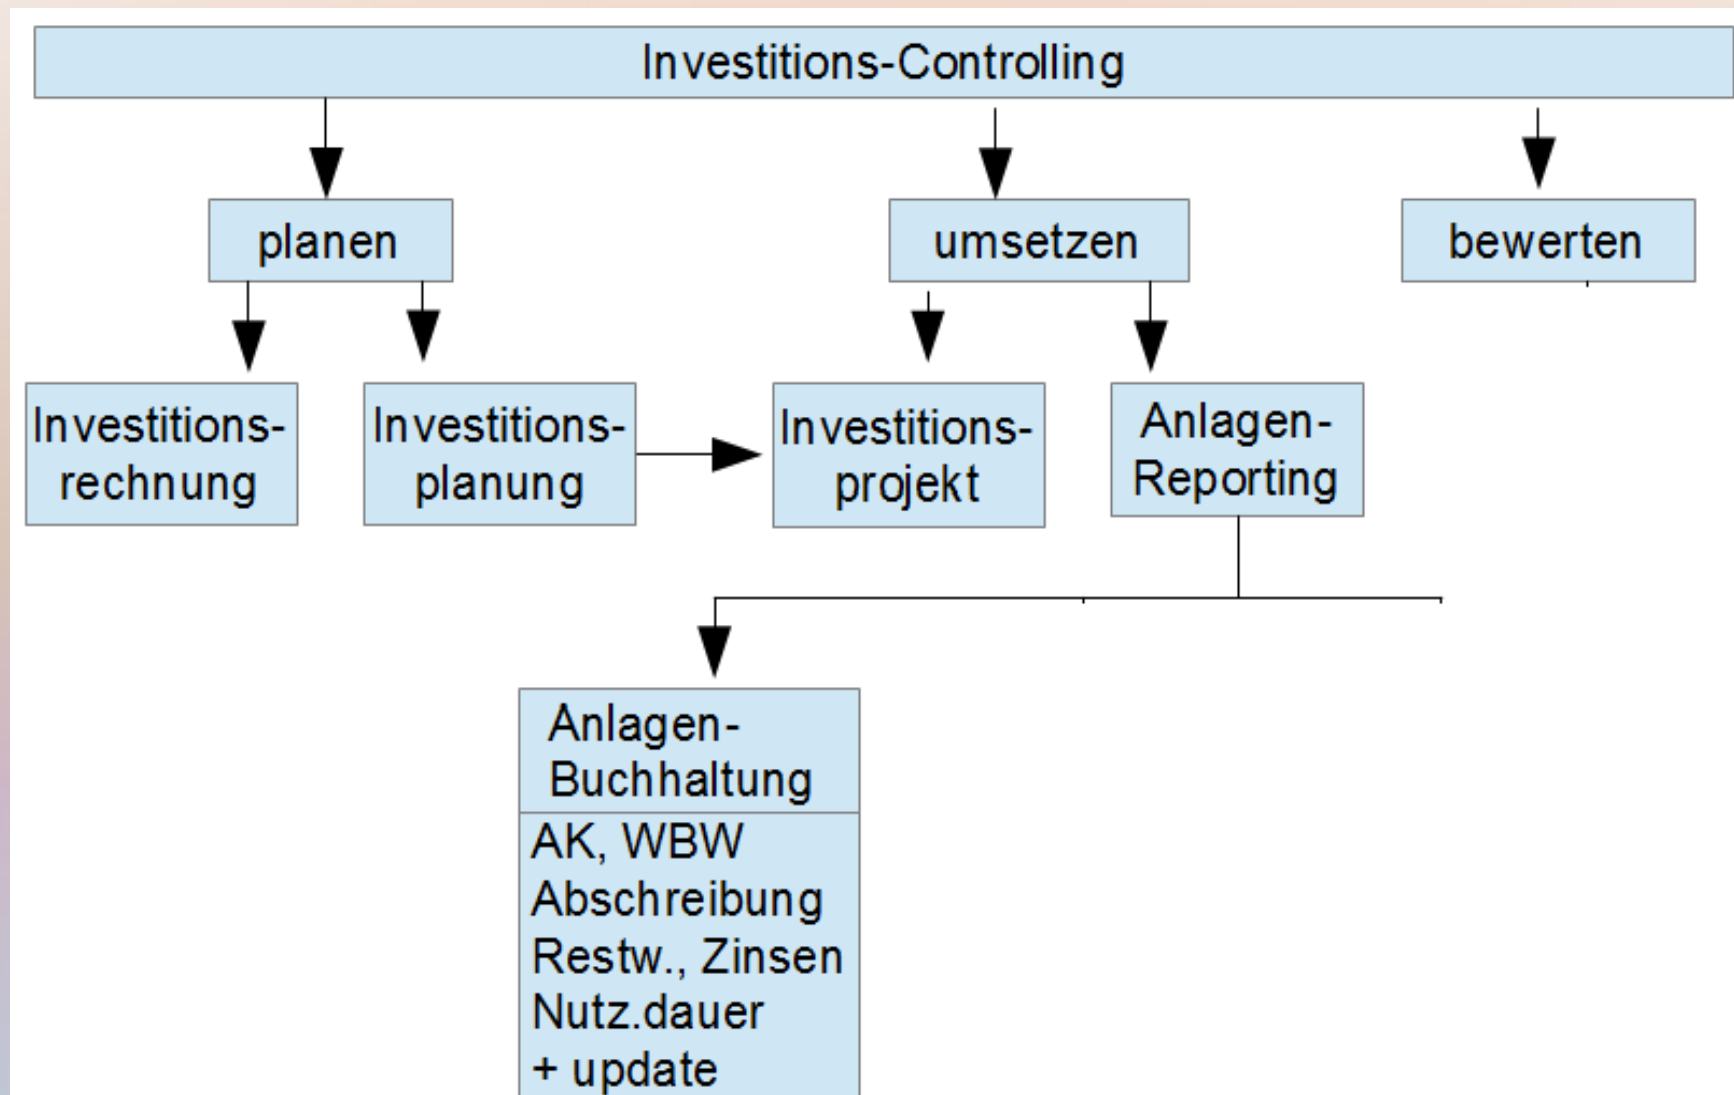 Investitions-Controlling
planen
umsetzen
bewerten
Investitions-
rechnung
Investitions-
planung
Investitions-
projekt
Anlagen-
Reporting
Anlagen-
Buchhaltung
AK, WBW
Abschreibung
Restw., Zinsen
Nutz.dauer
+ update